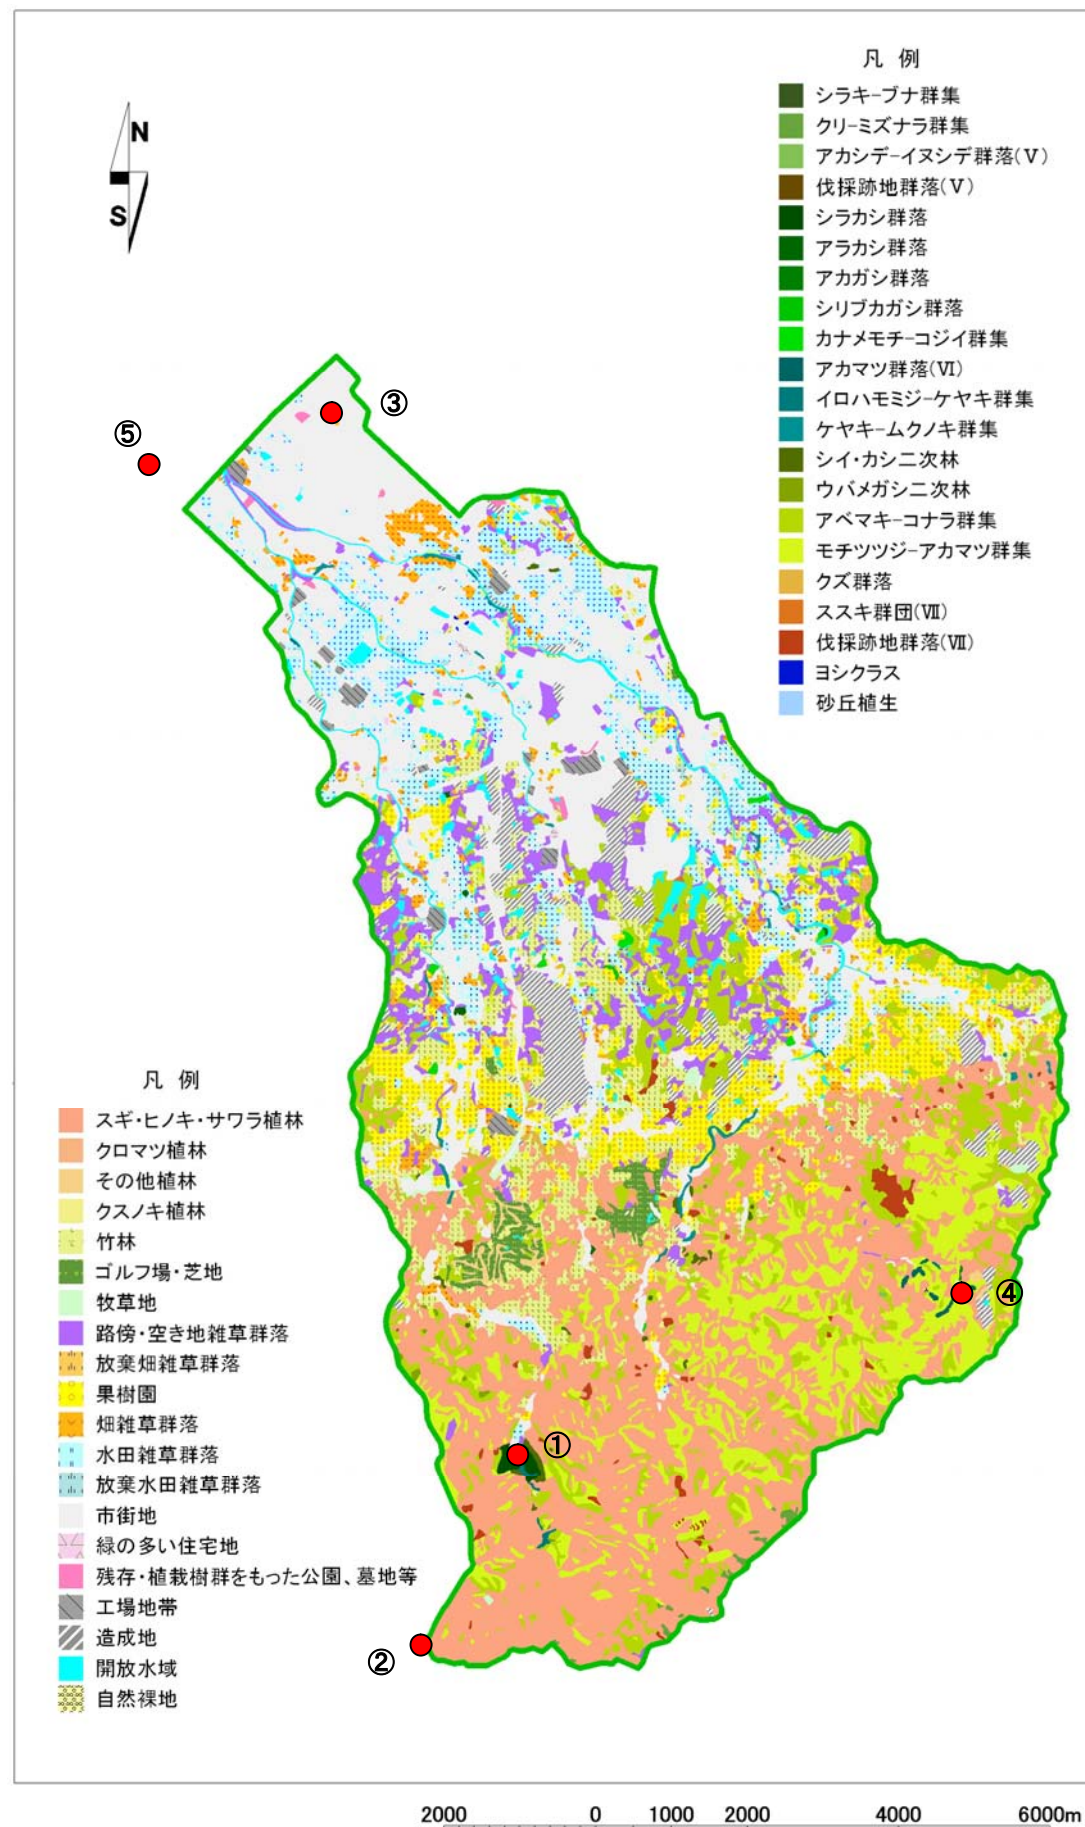 凡 例
シラキ-ブナ群集
クリ-ミズナラ群集
アカシデ-イヌシデ群落(Ⅴ)
伐採跡地群落(Ⅴ)
シラカシ群落
アラカシ群落
アカガシ群落
シリブカガシ群落
カナメモチ-コジイ群集
アカマツ群落(Ⅵ)
イロハモミジ-ケヤキ群集
ケヤキ-ムクノキ群集
シイ・カシ二次林
ウバメガシ二次林
アベマキ-コナラ群集
モチツツジ-アカマツ群集
クズ群落
ススキ群団(Ⅶ)
伐採跡地群落(Ⅶ)
ヨシクラス
砂丘植生
N
S
③
⑤
④
①
②
凡 例
スギ・ヒノキ・サワラ植林
クロマツ植林
その他植林
クスノキ植林
竹林
ゴルフ場・芝地
牧草地
路傍・空き地雑草群落
放棄畑雑草群落
果樹園
畑雑草群落
水田雑草群落
放棄水田雑草群落
市街地
緑の多い住宅地
残存・植栽樹群をもった公園、墓地等
工場地帯
造成地
開放水域
自然裸地
2000 0 1000 2000 4000 6000m